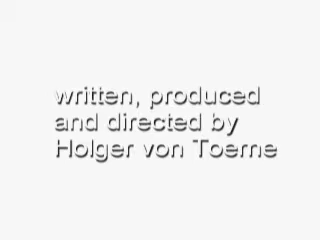 written, produced
and directed by
Holger von Toerne